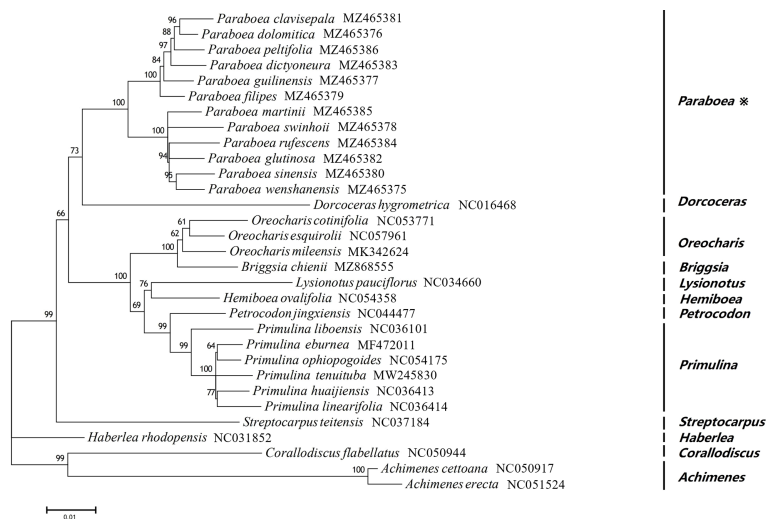 96 Paraboea clavisepala MZ465381
88 Paraboea dolomitica MZ465376
97 Paraboea peltifolia MZ465386
84 Paraboea dictyoneura MZ465383
100 Paraboea guilinensis MZ465377
Paraboea filipes MZ465379
100 Paraboea martinii MZ465385 Paraboea ※
100 Paraboea swinhoii MZ465378
Paraboea rufescens MZ465384
94 Paraboea glutinosa MZ465382
95 Paraboea sinensis MZ465380
73 Paraboea wenshanensis MZ465375
Dorcoceras hygrometrica NC016468 Dorcoceras
66 61 Oreocharis cotinifolia NC053771
62 Oreocharis esquirolii NC057961 Oreocharis
100 Oreocharis mileensis MK342624
Briggsia chienii MZ868555 Briggsia
100 76 Lysionotus pauciflorus NC034660 Lysionotus
69 Hemiboea ovalifolia NC054358 Hemiboea
99 Petrocodon jingxiensis NC044477 Petrocodon
99 99 Primulina liboensis NC036101
64 Primulina eburnea MF472011
Primulina ophiopogoides NC054175 Primulina
100 Primulina tenuituba MW245830
77 Primulina huaijiensis NC036413
Primulina linearifolia NC036414
Streptocarpus teitensis NC037184 Streptocarpus
Haberlea rhodopensis NC031852 Haberlea
99 Corallodiscus flabellatus NC050944 Corallodiscus
100 Achimenes cettoana NC050917 Achimenes
Achimenes erecta NC051524
0.01